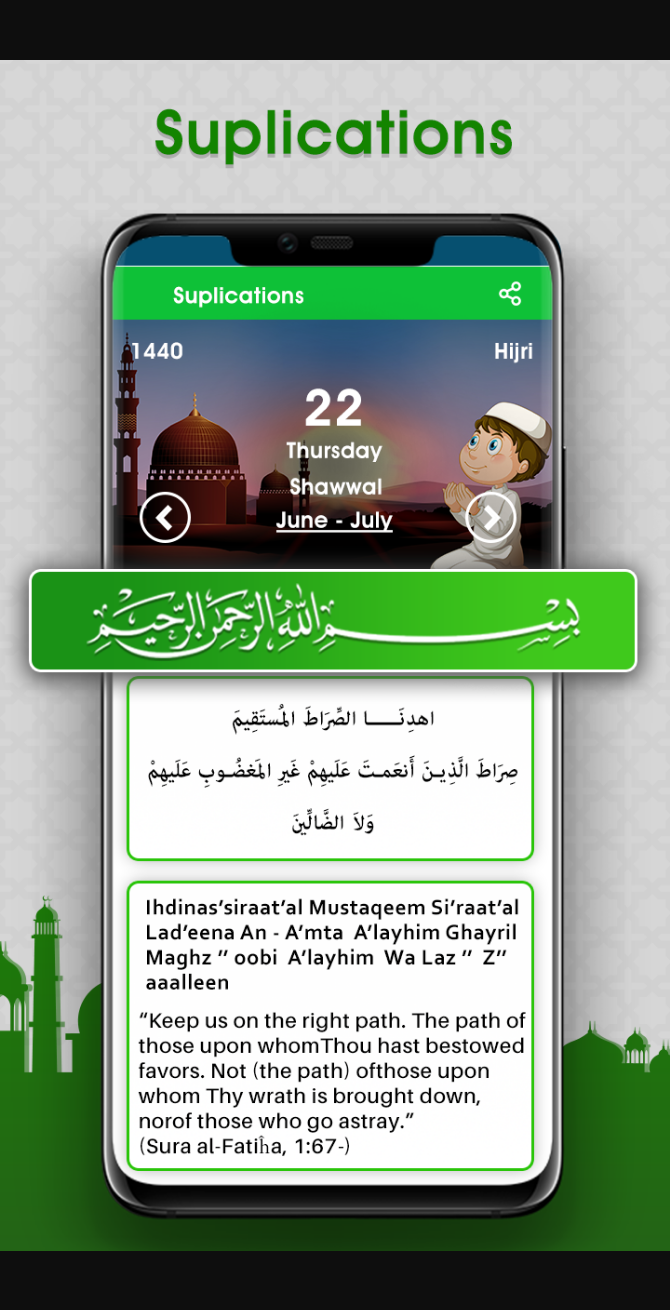 Suplications
Suplications
1440
Hijri
22
Thursday
Shawwal
June - July
بِسْمِ اللهِ الرَّحْمٰنِ الرَّحِيْمِ
اهدِنَــــا الصِّرَاطَ المُستَقِيمَ
صِرَاطَ الَّذِيـنَ أَنعَمـتَ عَلَيهِمْ غَيرِ المَغضُـوبِ عَلَيهِمْ
وَلاَ الضَّالِّينَ
Ihdinas’siraat’al Mustaqeem Si’raat’al
Lad’eena An - A’mta A’layhim Ghayril
Maghz ’’ oobi A’layhim Wa Laz ’’ Z’’
aaalleen
“Keep us on the right path. The path of
those upon whomThou hast bestowed
favors. Not (the path) ofthose upon
whom Thy wrath is brought down,
norof those who go astray.”
(Sura al-Fatiĥa, 1:67-)